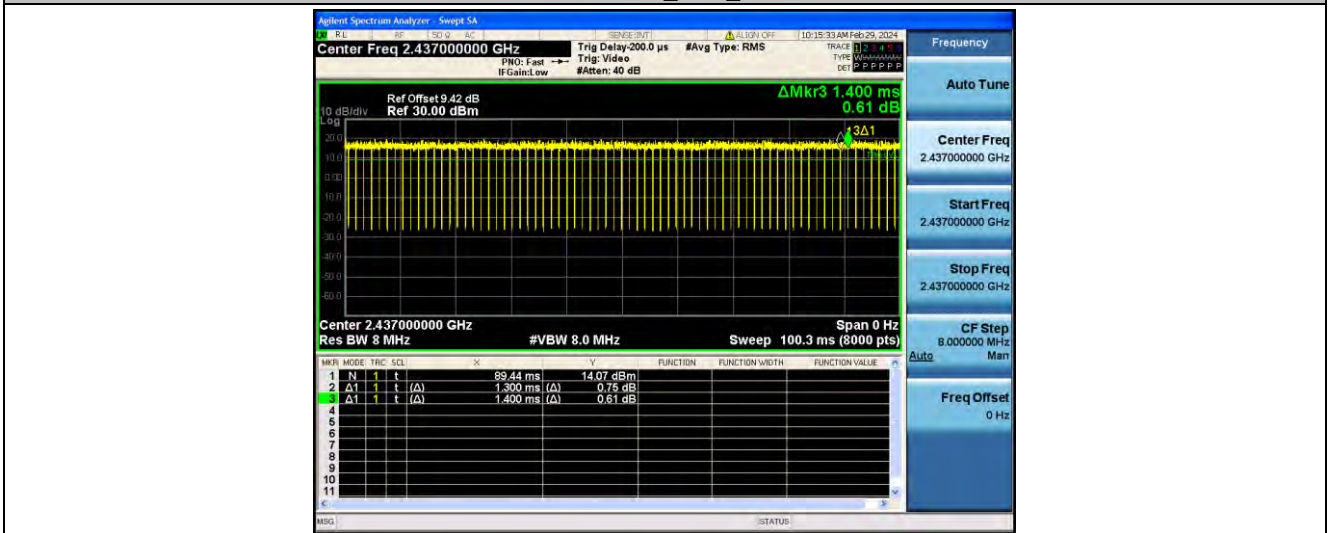 Agilent Spectrum Analyzer - Swept SA
RL RF 50 Ω AC SENSE:INT ALIGN OFF 10:15:33 AM Feb 29, 2024
Center Freq 2.437000000 GHz Trig Delay-200.0 µs #Avg Type: RMS TRACE 1 2 3 4 5 6
PNO: Fast Trig: Video TYPE
IFGain:Low #Atten: 40 dB DET P P P P P P
Frequency
ΔMkr3 1.400 ms
0.61 dB
Ref Offset 9.42 dB
10 dB/div Ref 30.00 dBm
Log
20.0
10.0
0.00
-10.0
-20.0
-30.0
-40.0
-50.0
-60.0
3Δ1
Center 2.437000000 GHz Span 0 Hz
Res BW 8 MHz #VBW 8.0 MHz Sweep 100.3 ms (8000 pts)
MKR MODE TRC SCL X Y FUNCTION FUNCTION WIDTH FUNCTION VALUE
1 N 1 t 89.44 ms 14.07 dBm
2 Δ1 1 t (Δ) 1.300 ms (Δ) 0.75 dB
3 Δ1 1 t (Δ) 1.400 ms (Δ) 0.61 dB
4
5
6
7
8
9
10
11
MSG STATUS
Auto Tune
Center Freq
2.437000000 GHz
Start Freq
2.437000000 GHz
Stop Freq
2.437000000 GHz
CF Step
8.000000 MHz
Auto Man
Freq Offset
0 Hz